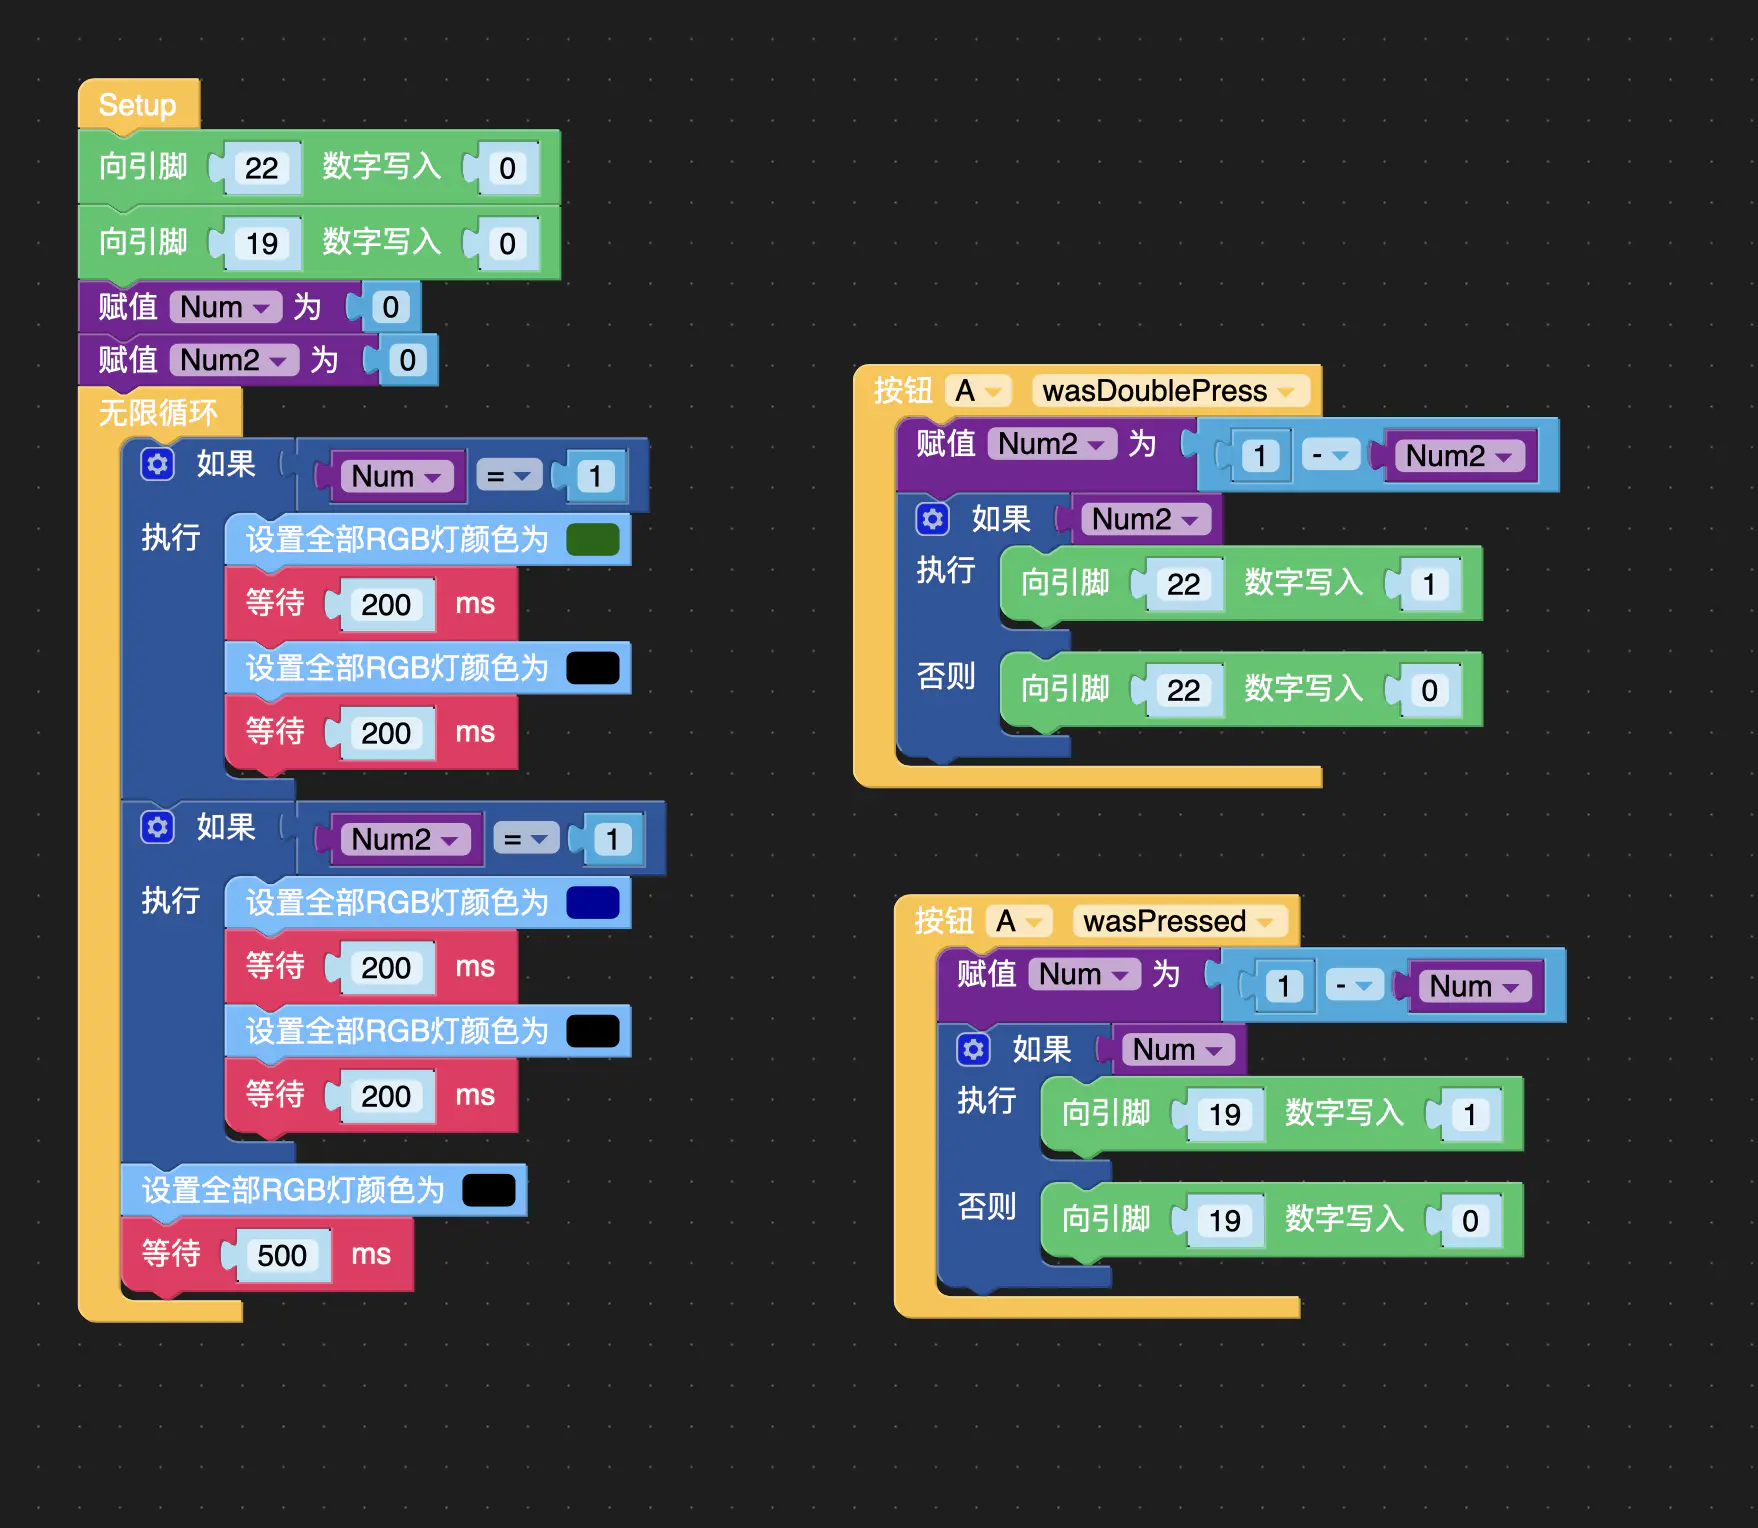 Setup
向引脚 22 数字写入 0
向引脚 19 数字写入 0
赋值 Num 为 0
赋值 Num2 为 0
无限循环
如果 Num = 1
执行 设置全部RGB灯颜色为
等待 200 ms
设置全部RGB灯颜色为
等待 200 ms
如果 Num2 = 1
执行 设置全部RGB灯颜色为
等待 200 ms
设置全部RGB灯颜色为
等待 200 ms
设置全部RGB灯颜色为
等待 500 ms
按钮 A wasDoublePress
赋值 Num2 为 1 - Num2
如果 Num2
执行 向引脚 22 数字写入 1
否则 向引脚 22 数字写入 0
按钮 A wasPressed
赋值 Num 为 1 - Num
如果 Num
执行 向引脚 19 数字写入 1
否则 向引脚 19 数字写入 0